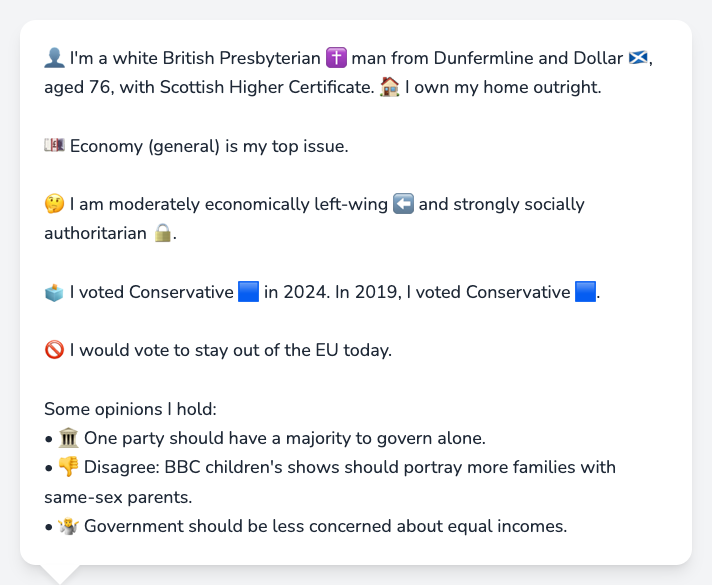 👤 I'm a white British Presbyterian ✝️ man from Dunfermline and Dollar 🏴󠁧󠁢󠁳󠁣󠁴󠁿,
aged 76, with Scottish Higher Certificate. 🏠 I own my home outright.
💷 Economy (general) is my top issue.
🤔 I am moderately economically left-wing ⬅️ and strongly socially
authoritarian 🔒.
🗳️ I voted Conservative 🟦 in 2024. In 2019, I voted Conservative 🟦.
🚫 I would vote to stay out of the EU today.
Some opinions I hold:
• 🏛️ One party should have a majority to govern alone.
• 👎 Disagree: BBC children's shows should portray more families with
same-sex parents.
• 🤷 Government should be less concerned about equal incomes.